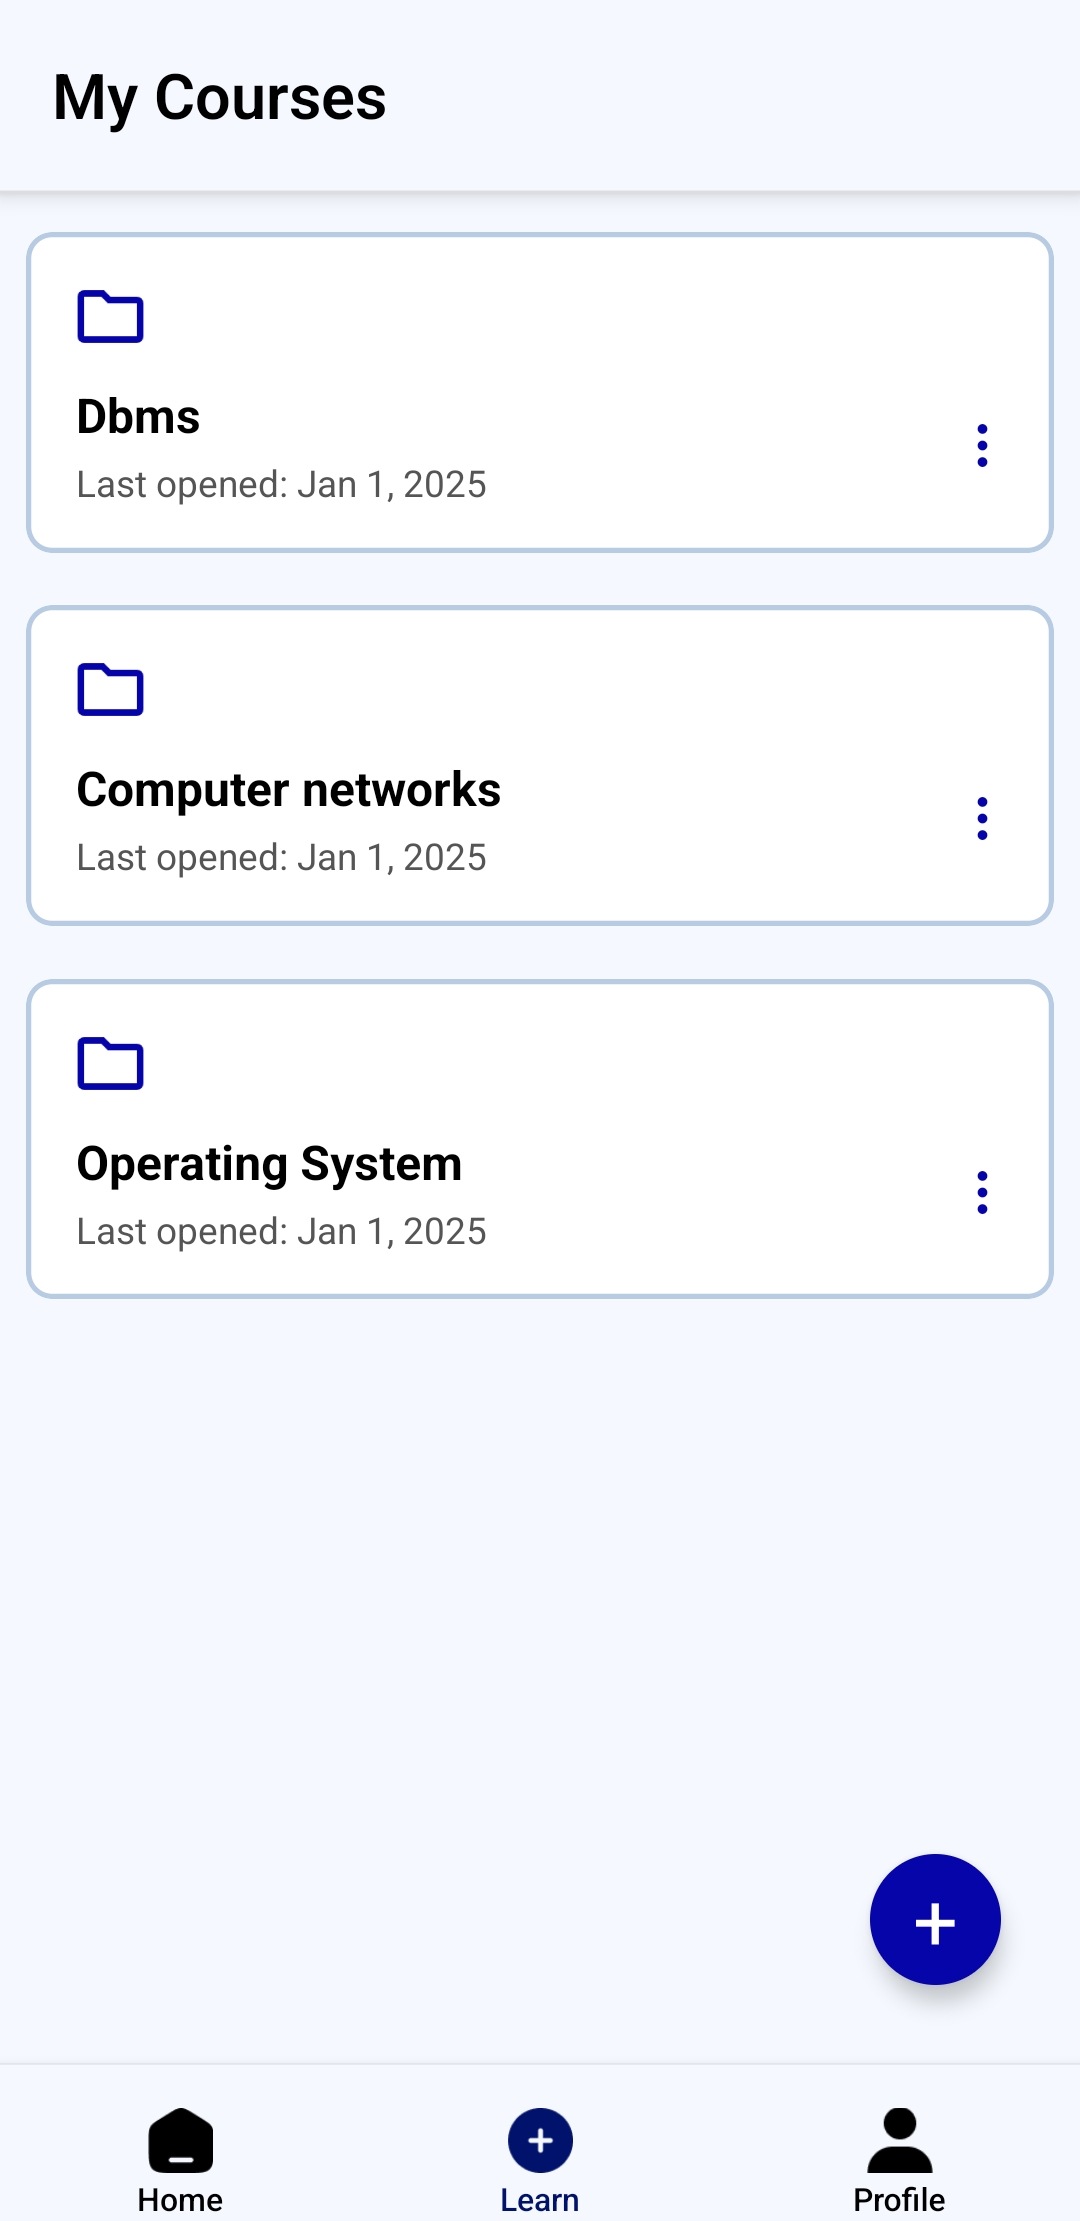 My Courses
Dbms
Last opened: Jan 1, 2025
Computer networks
Last opened: Jan 1, 2025
Operating System
Last opened: Jan 1, 2025
Home
Learn
Profile